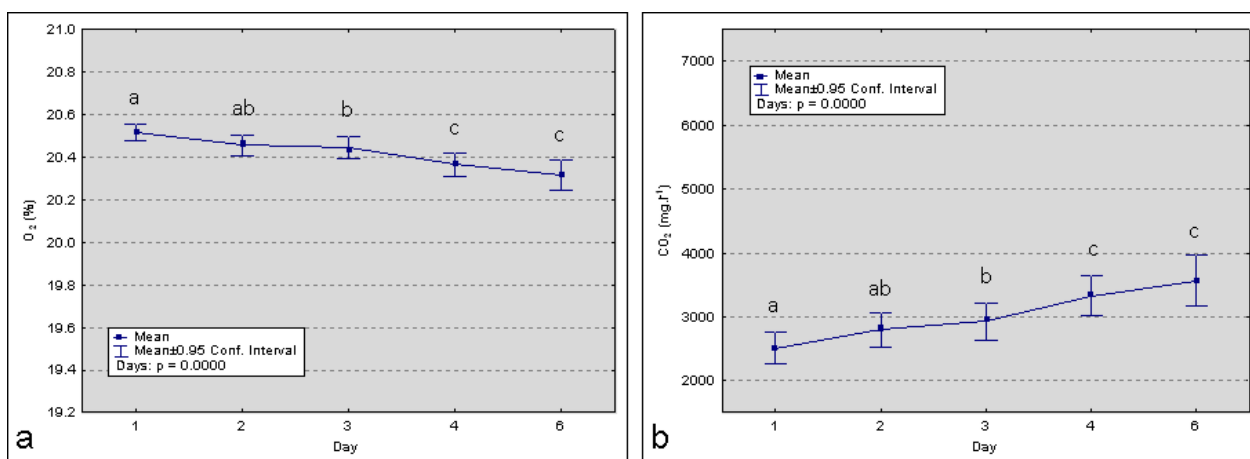 21.0
20.8
20.6
20.4
20.2
20.0
19.8
19.6
19.4
19.2
O₂ (%)
a
ab
b
c
c
Mean
Mean±0.95 Conf. Interval
Days: p = 0.0000
1 2 3 4 6
Day
a
7000
6000
5000
4000
3000
2000
CO₂ (mg.l⁻¹)
Mean
Mean±0.95 Conf. Interval
Days: p = 0.0000
a
ab
b
c
c
1 2 3 4 6
Day
b